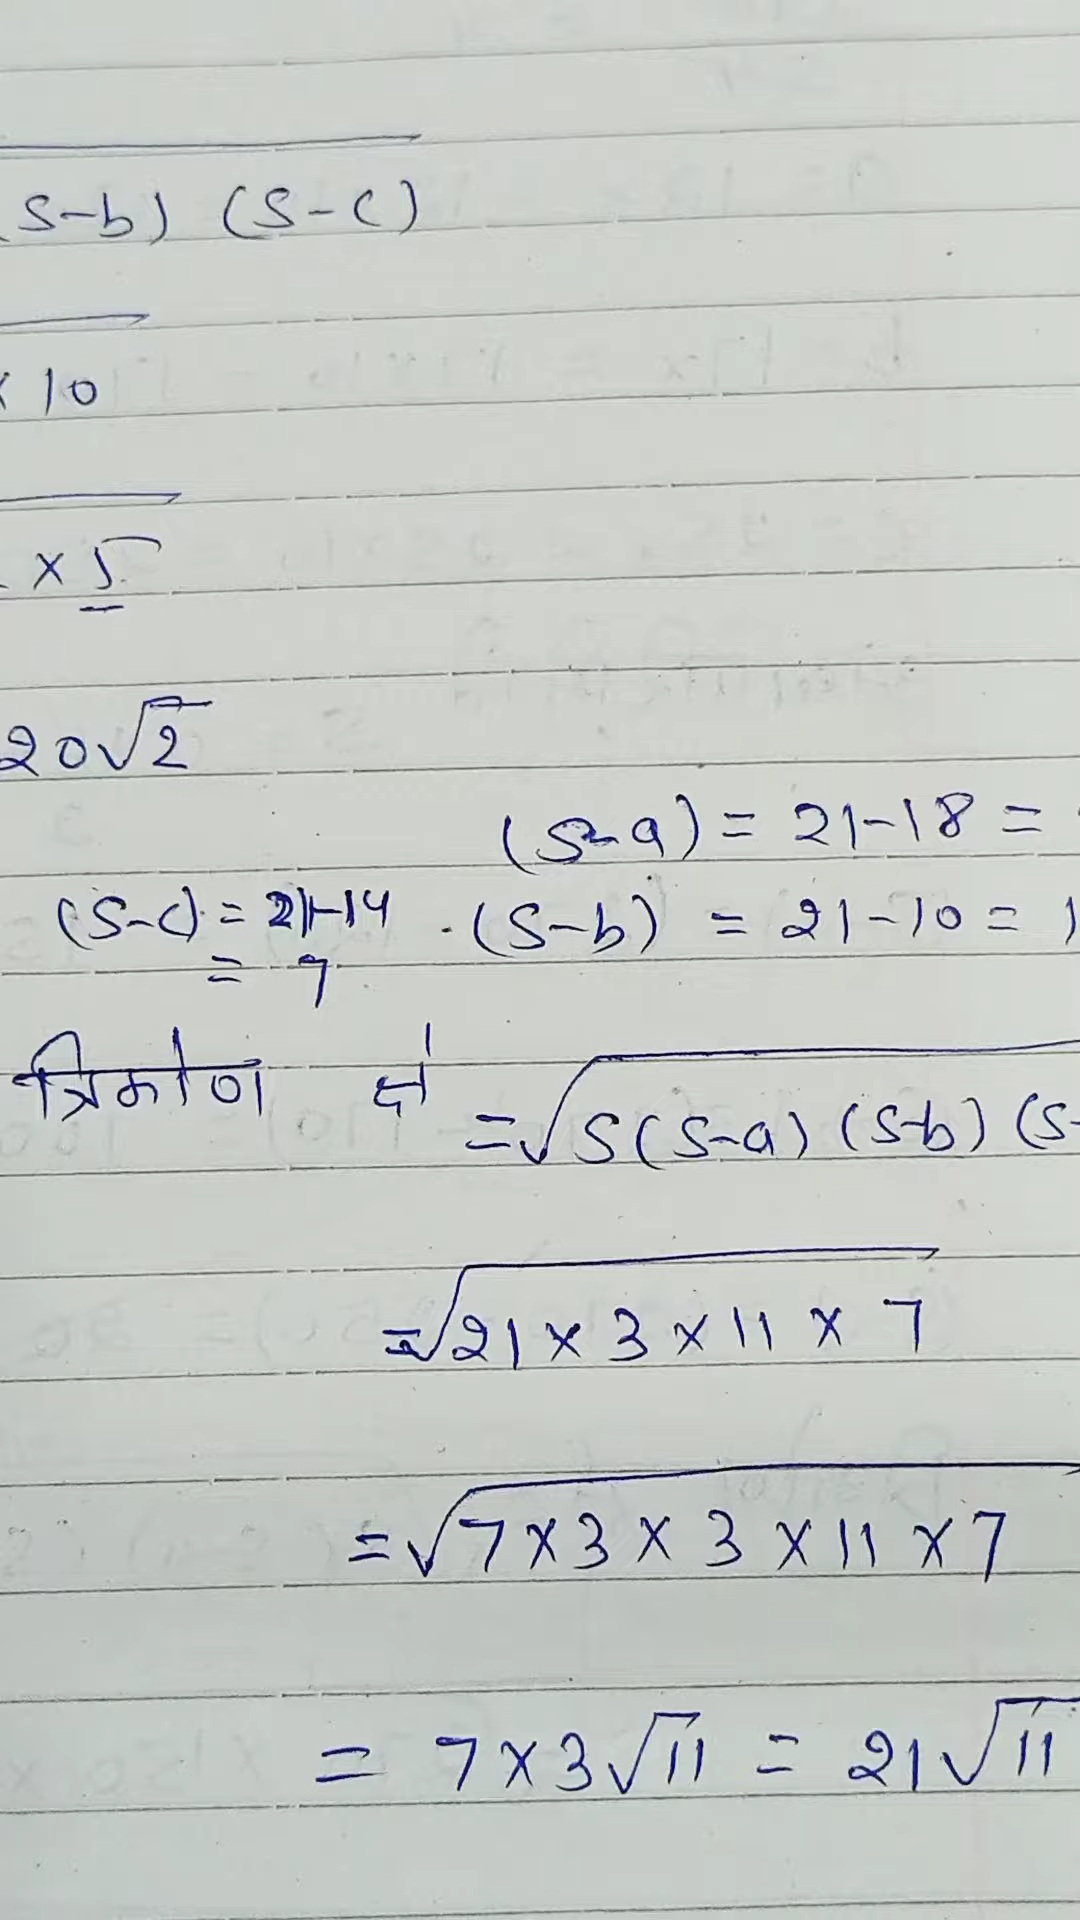 (S-b) (S-c)
× 10
× 5
20√2
(S-a) = 21-18 =
(S-c) = 21-14 . (S-b) = 21-10 = 1
= 7
त्रिकोण क्षे = √S(S-a) (S-b) (S-
= √21 × 3 × 11 × 7
= √7 × 3 × 3 × 11 × 7
= 7 × 3√11 = 21√11